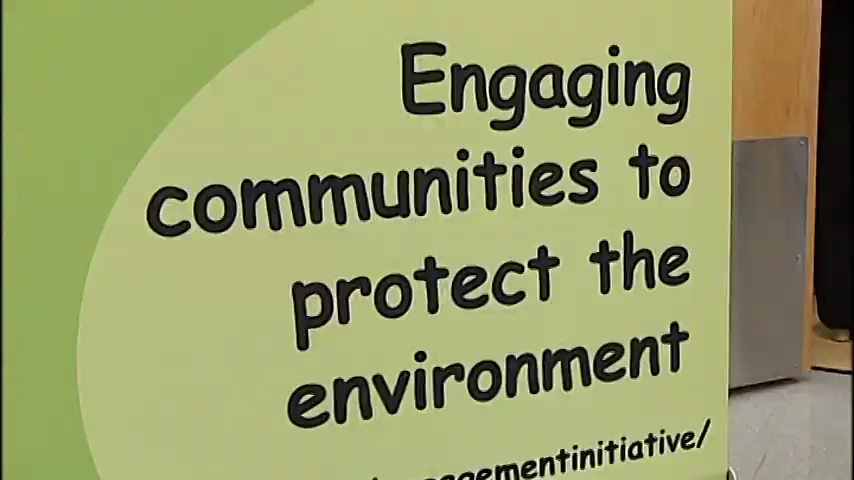 Engaging
communities to
protect the
environment